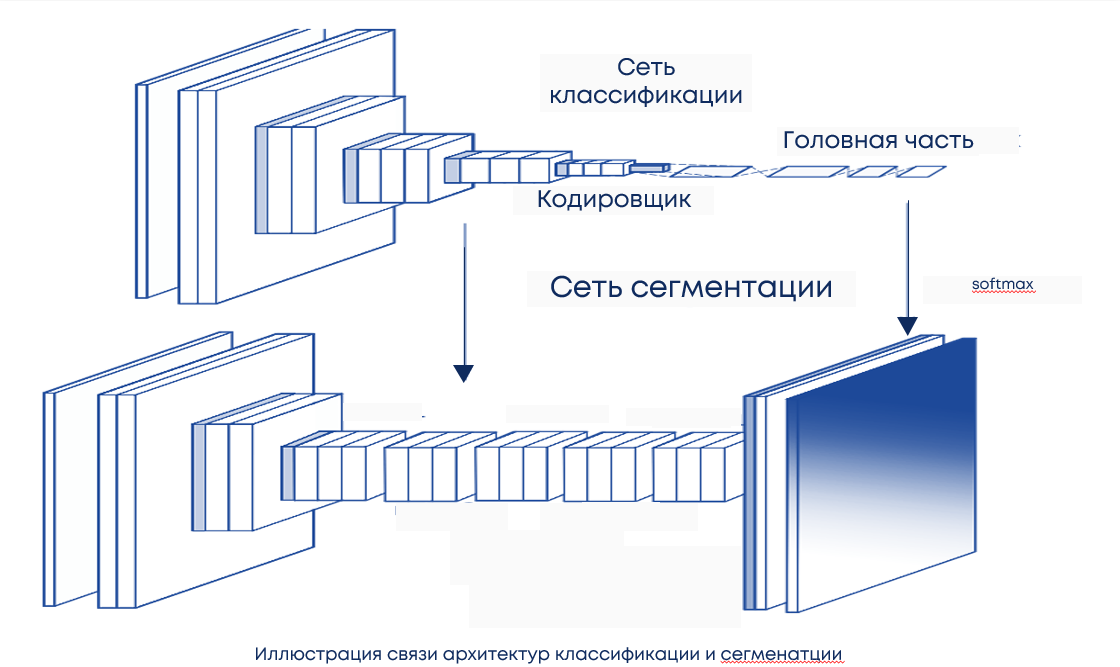 Сеть
классификации
Головная часть
Кодировщик
Сеть сегментации
softmax
Иллюстрация связи архитектур классификации и сегменатции